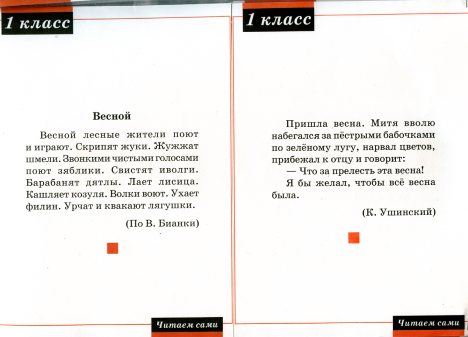 1 класс
Весной
Весной лесные жители поют
и играют. Скрипят жуки. Жужжат
шмели. Звонкими чистыми голосами
поют зяблики. Свистят иволги.
Барабанят дятлы. Лает лисица.
Кашляет козуля. Волки воют. Ухает
филин. Урчат и квакают лягушки.
(По В. Бианки)
Читаем сами
1 класс
Пришла весна. Митя вволю
набегался за пёстрыми бабочками
по зелёному лугу, нарвал цветов,
прибежал к отцу и говорит:
— Что за прелесть эта весна!
Я бы желал, чтобы всё весна
была.
(К. Ушинский)
Читаем сами